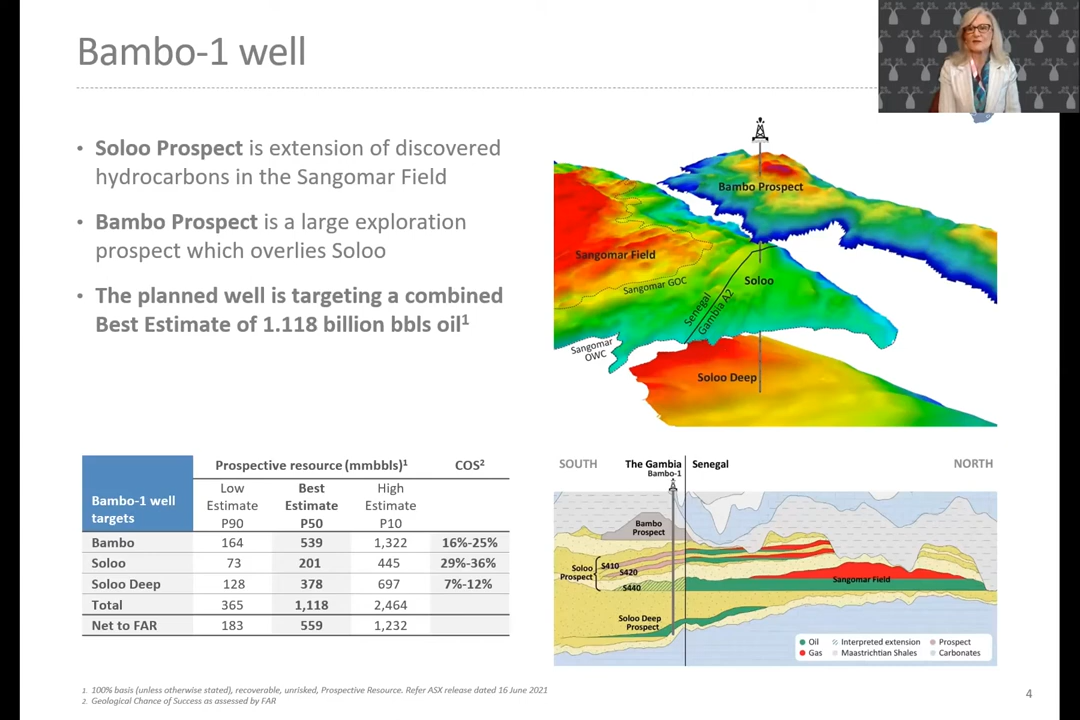 Bambo-1 well
• Soloo Prospect is extension of discovered
hydrocarbons in the Sangomar Field
• Bambo Prospect is a large exploration
prospect which overlies Soloo
• The planned well is targeting a combined
Best Estimate of 1.118 billion bbls oil¹
Bambo Prospect
Sangomar Field
Sangomar GOC
Soloo
Senegal
Gambia A2
Sangomar
OWC
Soloo Deep
Bambo-1 well
targets
Prospective resource (mmbbls)¹ COS²
Low
Estimate
P90
Best
Estimate
P50
High
Estimate
P10
Bambo 164 539 1,322 16%-25%
Soloo 73 201 445 29%-36%
Soloo Deep 128 378 697 7%-12%
Total 365 1,118 2,464
Net to FAR 183 559 1,232
SOUTH The Gambia Senegal NORTH
Bambo-1
Bambo
Prospect
Soloo
Prospect
S410
S420
S440
Sangomar Field
Soloo Deep
Prospect
Oil Interpreted extension Prospect
Gas Maastrichtian Shales Carbonates
1. 100% basis (unless otherwise stated), recoverable, unrisked, Prospective Resource. Refer ASX release dated 16 June 2021
2. Geological Chance of Success as assessed by FAR
4